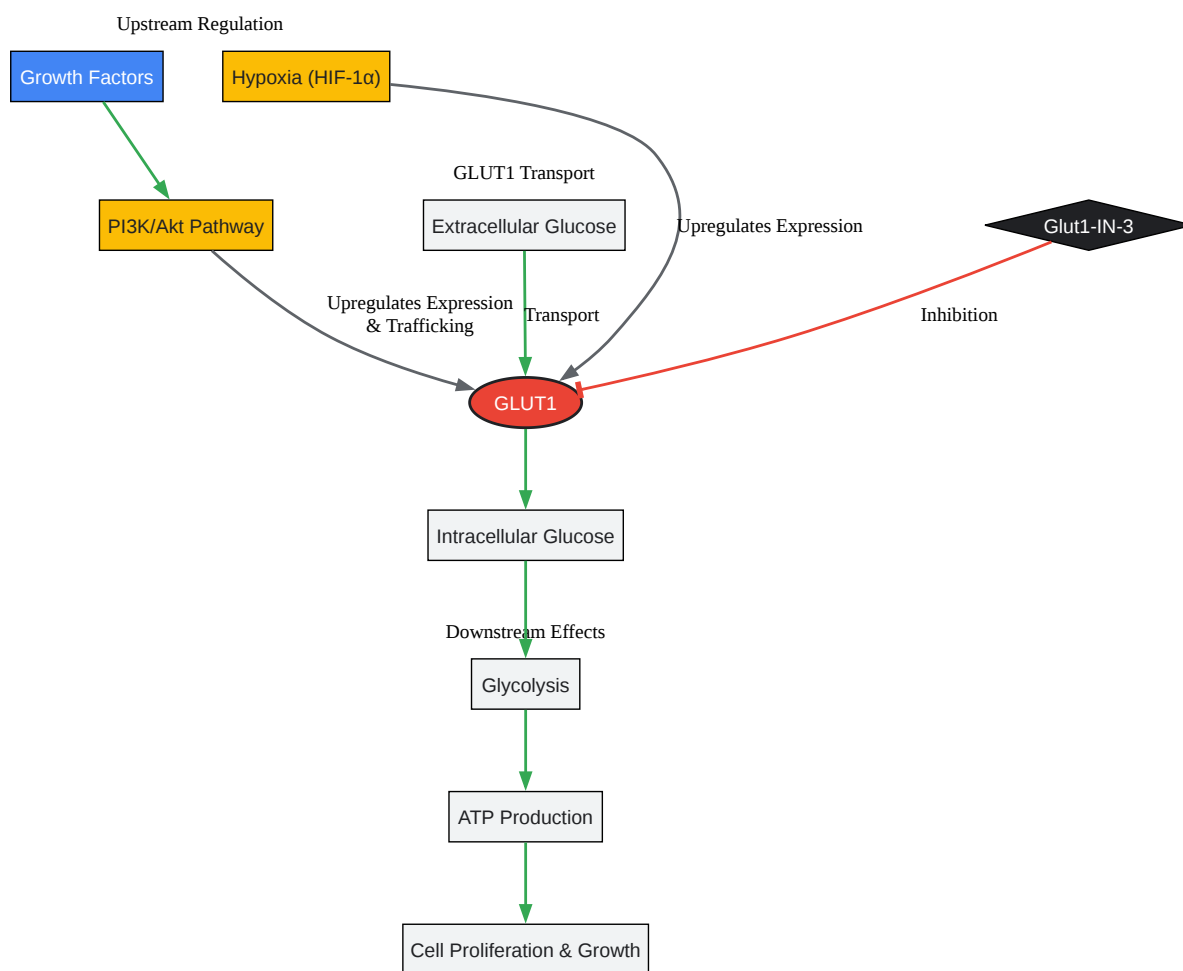 Upstream Regulation
Growth Factors
Hypoxia (HIF-1α)
GLUT1 Transport
PI3K/Akt Pathway
Extracellular Glucose
Upregulates Expression
Glut1-IN-3
Upregulates Expression
& Trafficking
Transport
Inhibition
GLUT1
Intracellular Glucose
Downstream Effects
Glycolysis
ATP Production
Cell Proliferation & Growth